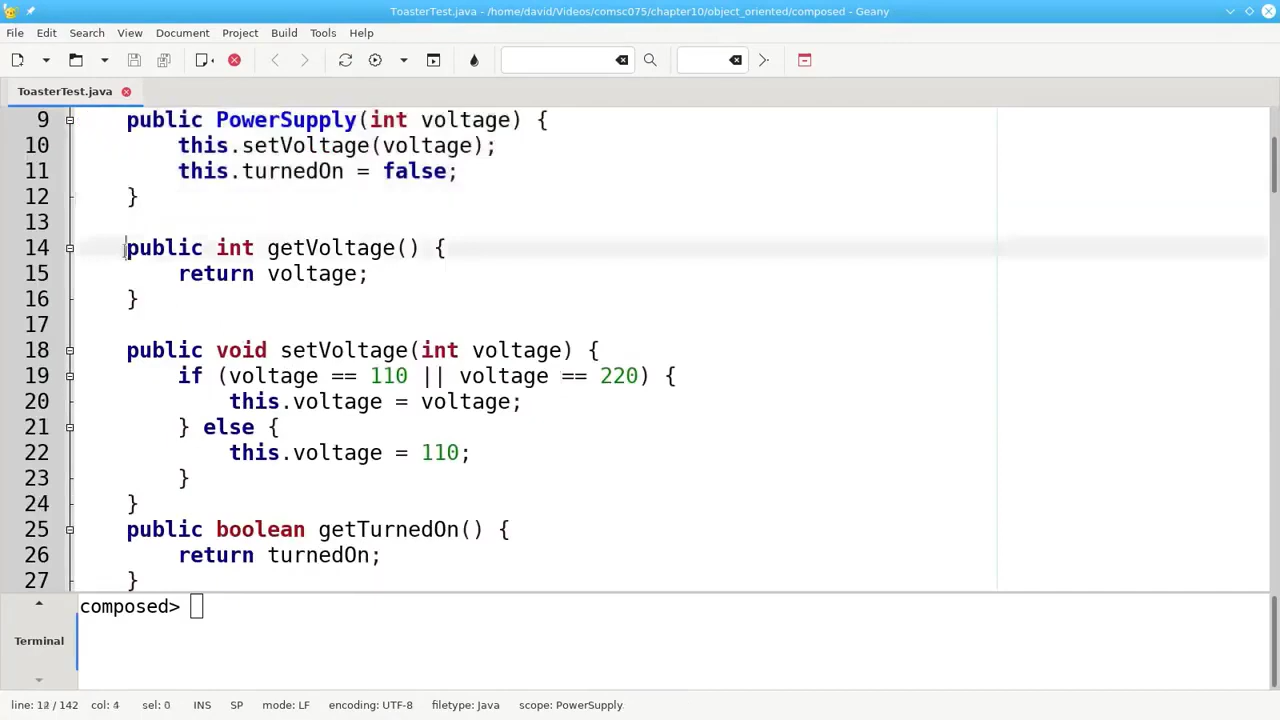 ToasterTest.java - /home/david/Videos/comsc075/chapter10/object_oriented/composed - Geany
File Edit Search View Document Project Build Tools Help
ToasterTest.java
9 public PowerSupply(int voltage) {
10 this.setVoltage(voltage);
11 this.turnedOn = false;
12 }
13
14 public int getVoltage() {
15 return voltage;
16 }
17
18 public void setVoltage(int voltage) {
19 if (voltage == 110 || voltage == 220) {
20 this.voltage = voltage;
21 } else {
22 this.voltage = 110;
23 }
24 }
25 public boolean getTurnedOn() {
26 return turnedOn;
27 }
composed>
Terminal
line: / 142 col: 4 sel: 0 INS SP mode: LF encoding: UTF-8 filetype: Java scope: PowerSupply